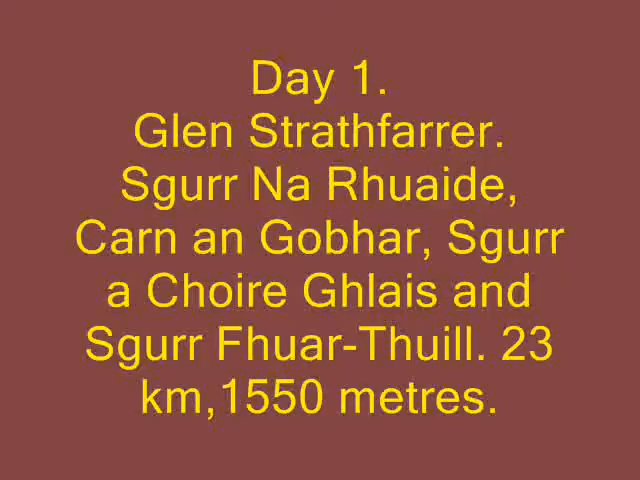 Day 1.
Glen Strathfarrer.
Sgurr Na Rhuaide,
Carn an Gobhar, Sgurr
a Choire Ghlais and
Sgurr Fhuar-Thuill. 23
km,1550 metres.